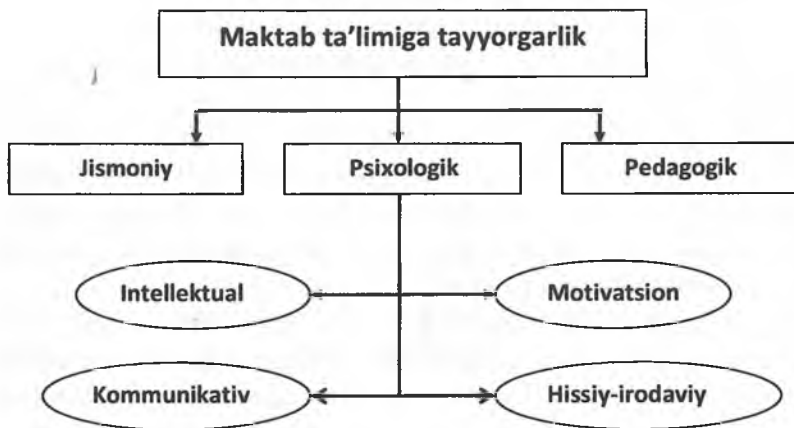 Maktab ta'limiga tayyorgarlik
Jismoniy
Psixologik
Pedagogik
Intellektual
Motivatsion
Kommunikativ
Hissiy-irodaviy